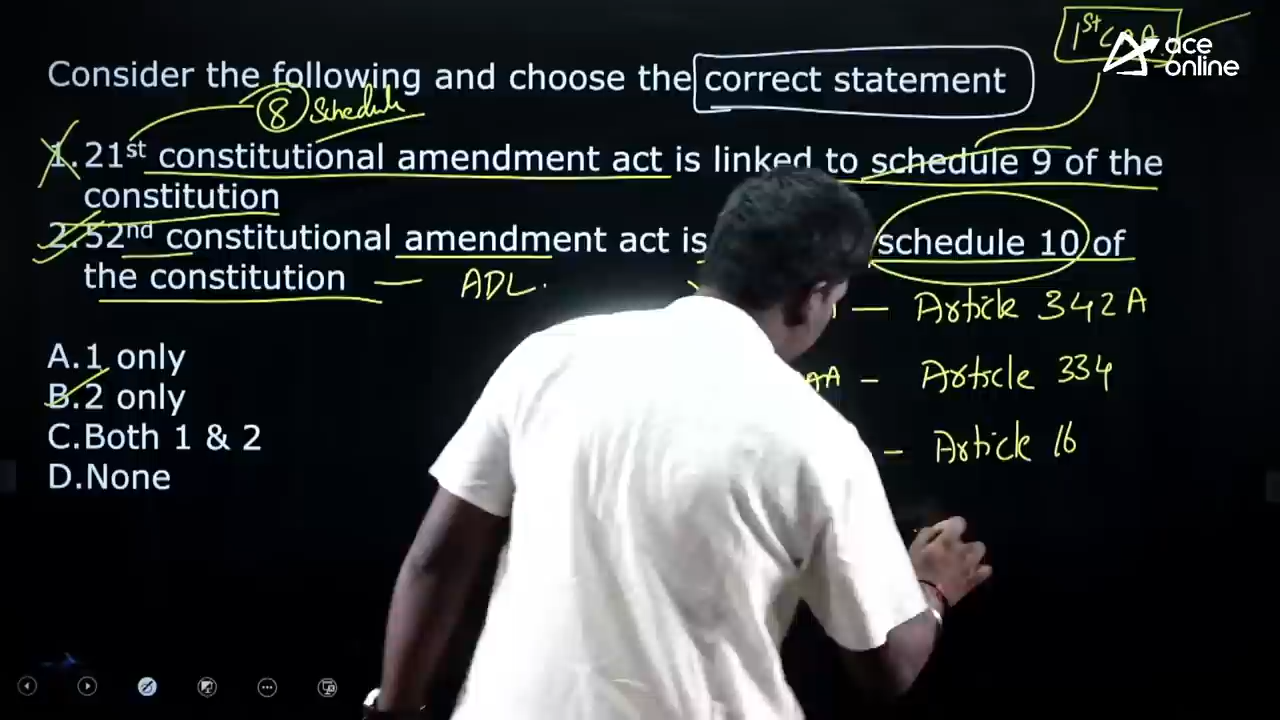 1st CAA
ace
online
Consider the following and choose the correct statement
8 Schedule
1. 21st constitutional amendment act is linked to schedule 9 of the
constitution
2. 52nd constitutional amendment act is schedule 10 of
the constitution — ADL.
— Article 342A
A. 1 only
AA – Article 334
B. 2 only
C. Both 1 & 2
– Article 16
D. None